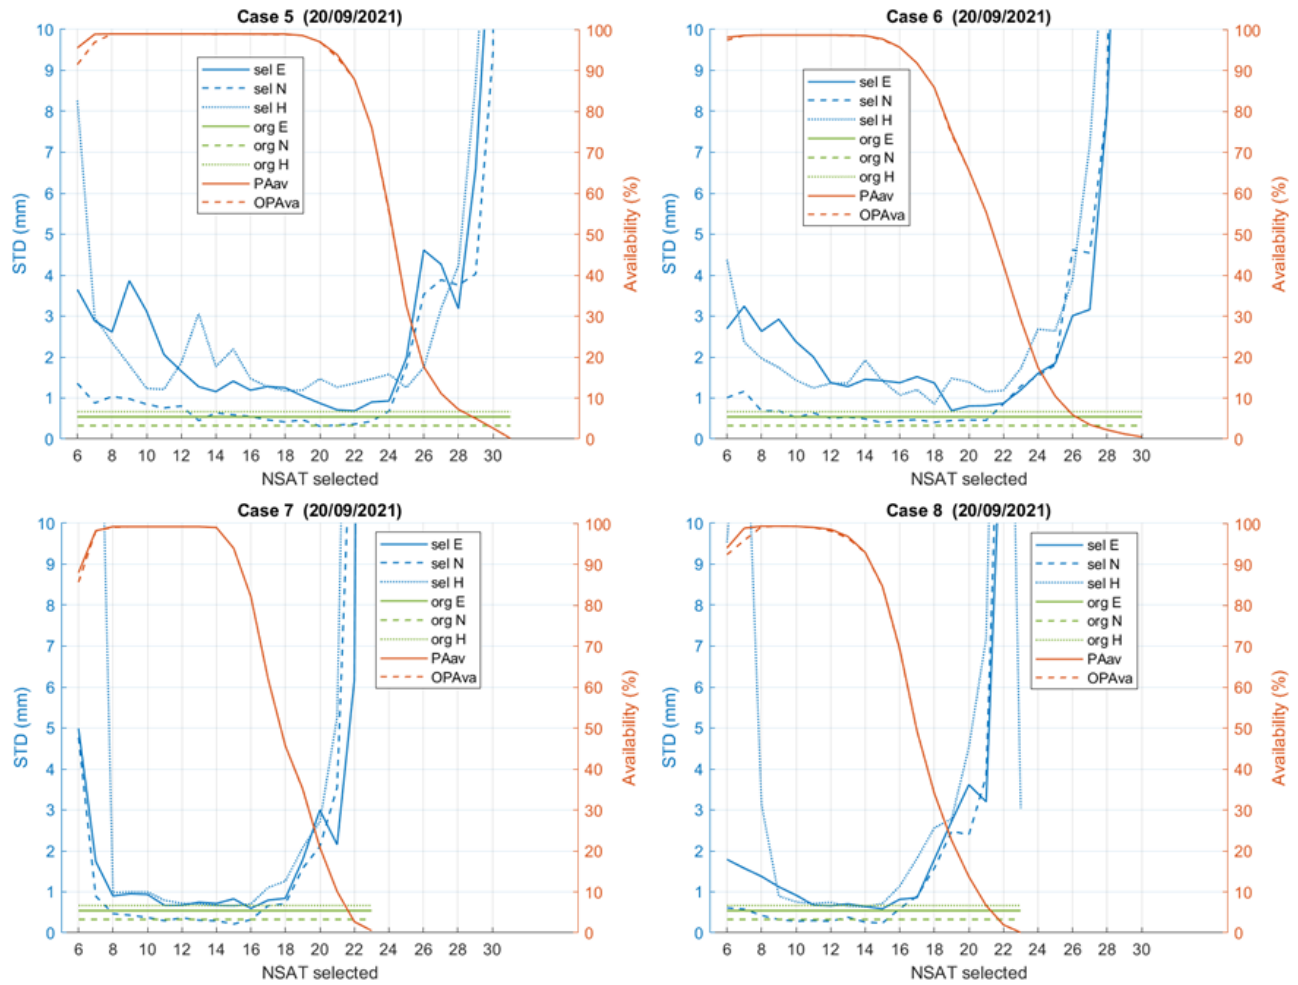 Case 5 (20/09/2021)
10
9
8
7
6
5
4
3
2
1
0
STD (mm)
sel E
sel N
sel H
org E
org N
org H
PAav
OPAva
100
90
80
70
60
50
40
30
20
10
0
Availability (%)
6 8 10 12 14 16 18 20 22 24 26 28 30
NSAT selected
Case 6 (20/09/2021)
10
9
8
7
6
5
4
3
2
1
0
STD (mm)
sel E
sel N
sel H
org E
org N
org H
PAav
OPAva
100
90
80
70
60
50
40
30
20
10
0
Availability (%)
6 8 10 12 14 16 18 20 22 24 26 28 30
NSAT selected
Case 7 (20/09/2021)
10
9
8
7
6
5
4
3
2
1
0
STD (mm)
sel E
sel N
sel H
org E
org N
org H
PAav
OPAva
100
90
80
70
60
50
40
30
20
10
0
Availability (%)
6 8 10 12 14 16 18 20 22 24 26 28 30
NSAT selected
Case 8 (20/09/2021)
10
9
8
7
6
5
4
3
2
1
0
STD (mm)
sel E
sel N
sel H
org E
org N
org H
PAav
OPAva
100
90
80
70
60
50
40
30
20
10
0
Availability (%)
6 8 10 12 14 16 18 20 22 24 26 28 30
NSAT selected